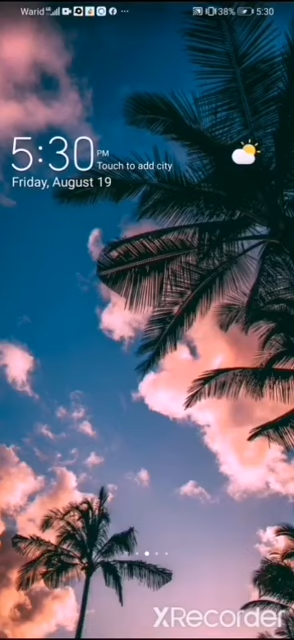 Warid 38% 5:30
5:30 PM
Touch to add city
Friday, August 19
XRecorder